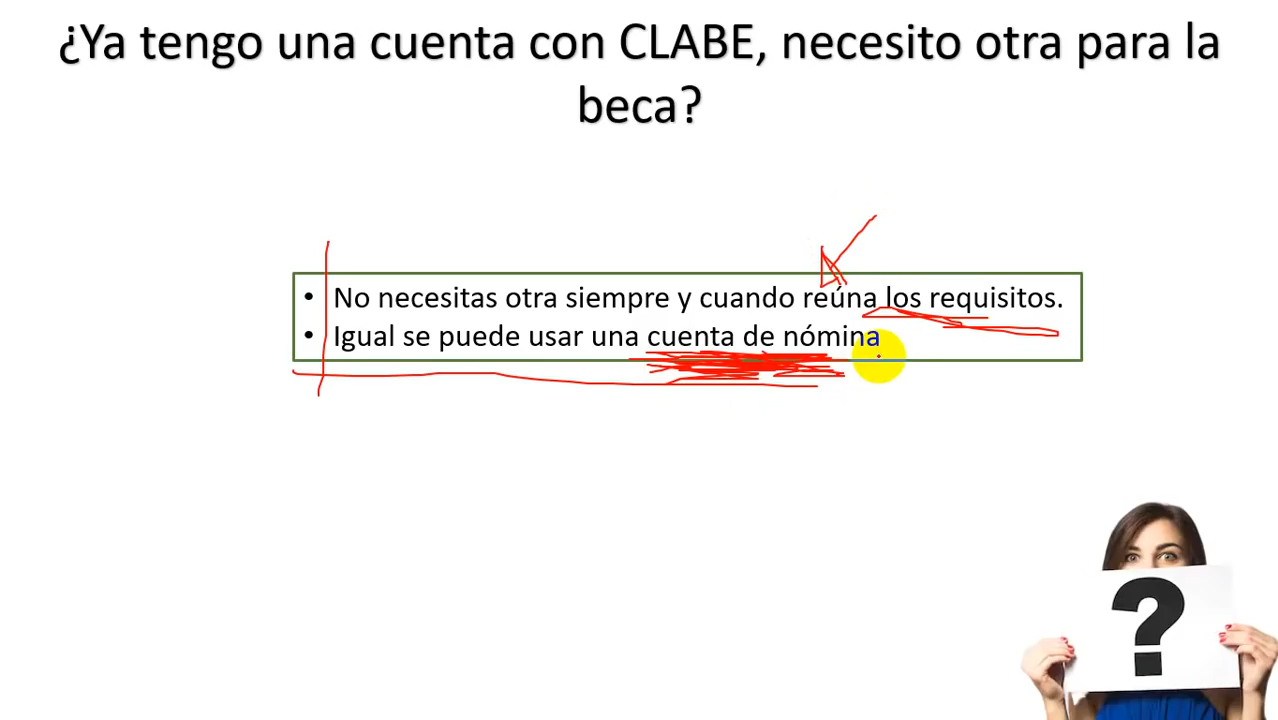 ¿Ya tengo una cuenta con CLABE, necesito otra para la
beca?
• No necesitas otra siempre y cuando reúna los requisitos.
• Igual se puede usar una cuenta de nómina
?